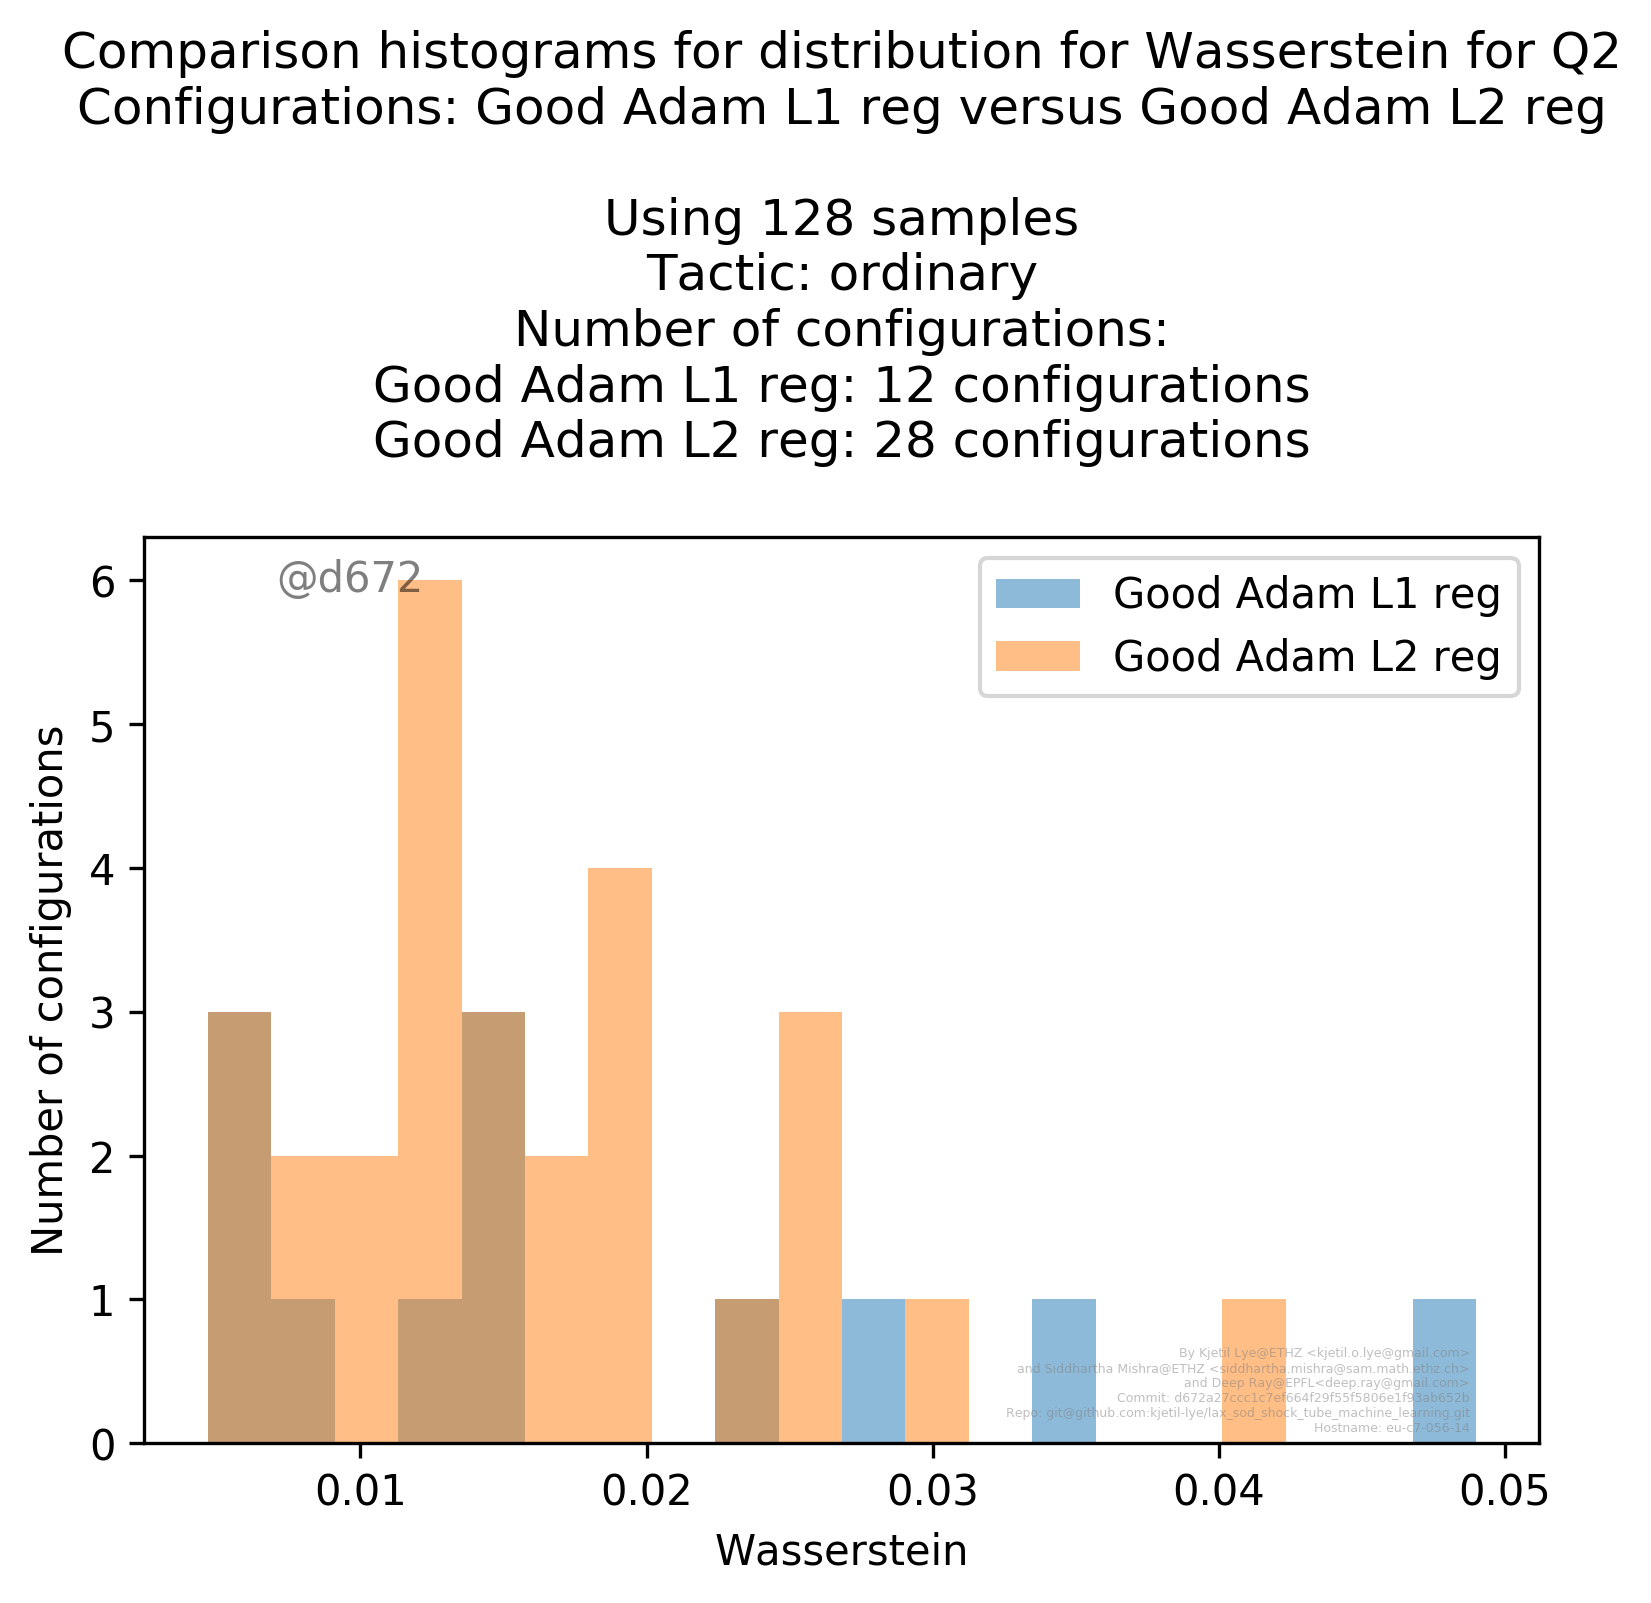 Comparison histograms for distribution for Wasserstein for Q2
Configurations: Good Adam L1 reg versus Good Adam L2 reg
Using 128 samples
Tactic: ordinary
Number of configurations:
Good Adam L1 reg: 12 configurations
Good Adam L2 reg: 28 configurations
@d672
Good Adam L1 reg
Good Adam L2 reg
6
5
4
3
2
1
0
Number of configurations
By Kjetil Lye@ETHZ <kjetil.o.lye@gmail.com>
and Siddhartha Mishra@ETHZ <siddhartha.mishra@sam.math.ethz.ch>
and Deep Ray@EPFL<deep.ray@gmail.com>
Commit: d672a27ccc1c7ef664f29f55f5806e1f93ab652b
Repo: git@github.com:kjetil-lye/lax_sod_shock_tube_machine_learning.git
Hostname: eu-c7-056-14
0.01 0.02 0.03 0.04 0.05
Wasserstein